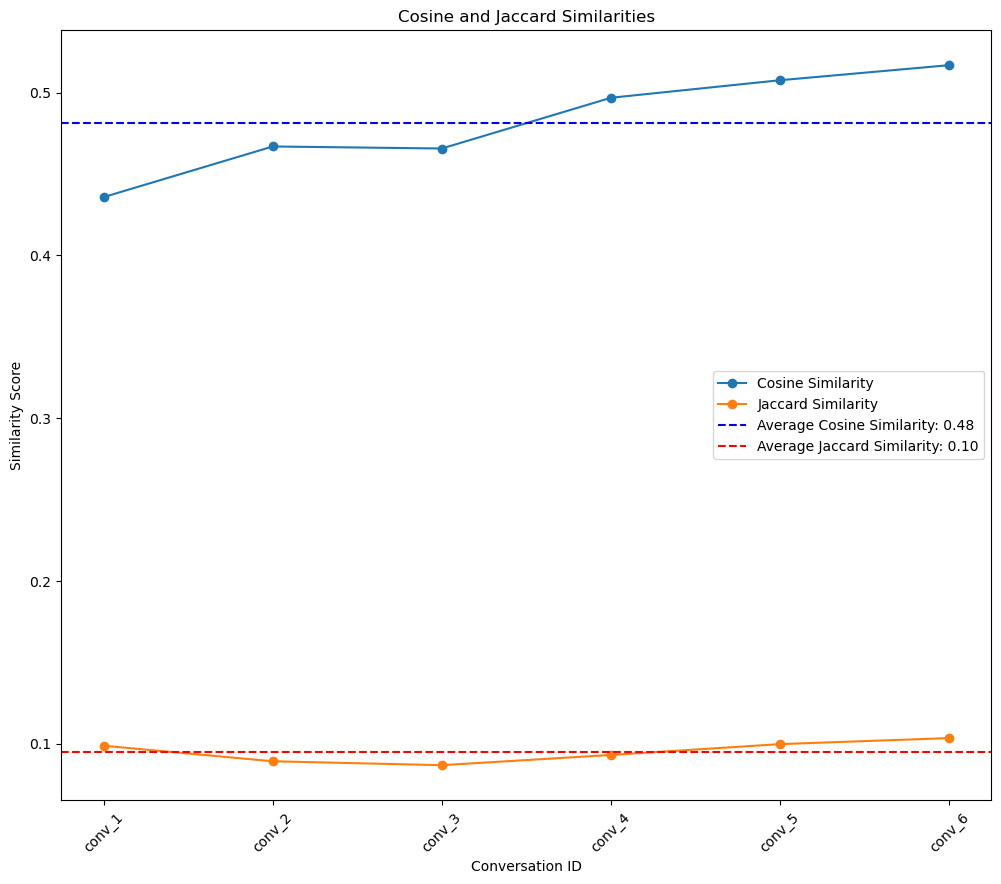 Cosine and Jaccard Similarities
Similarity Score
0.5
0.4
0.3
0.2
0.1
Cosine Similarity
Jaccard Similarity
Average Cosine Similarity: 0.48
Average Jaccard Similarity: 0.10
conv_1
conv_2
conv_3
conv_4
conv_5
conv_6
Conversation ID